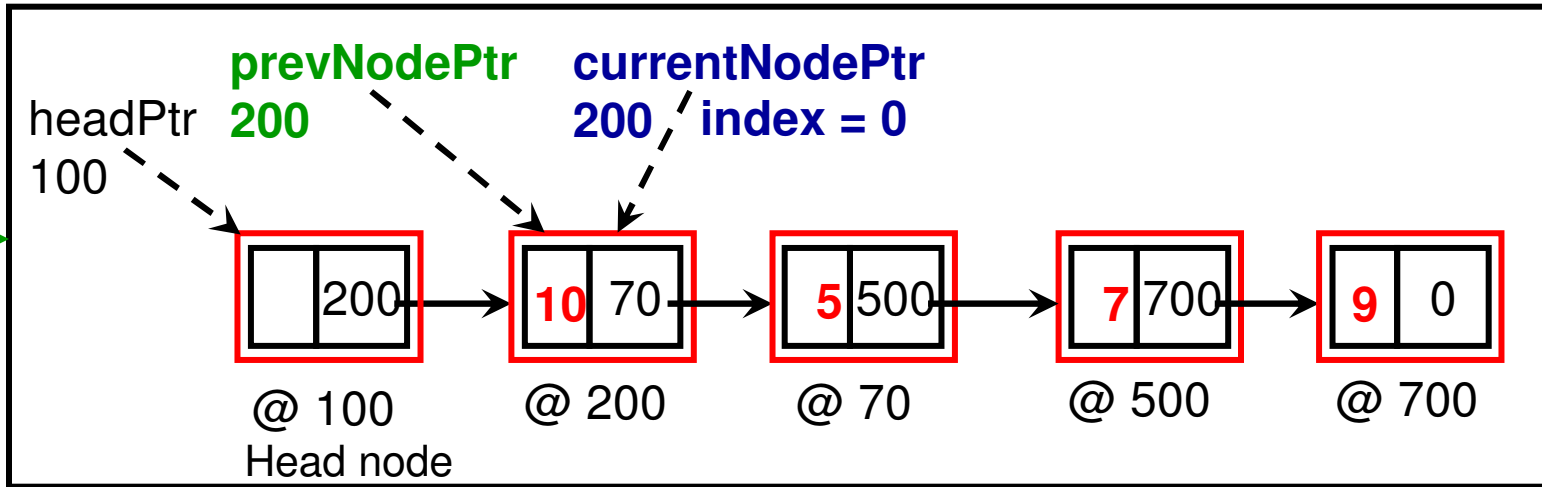 prevNodePtr currentNodePtr
headPtr 200 200 index = 0
100
200 10 70 5 500 7 700 9 0
@ 100 @ 200 @ 70 @ 500 @ 700
Head node